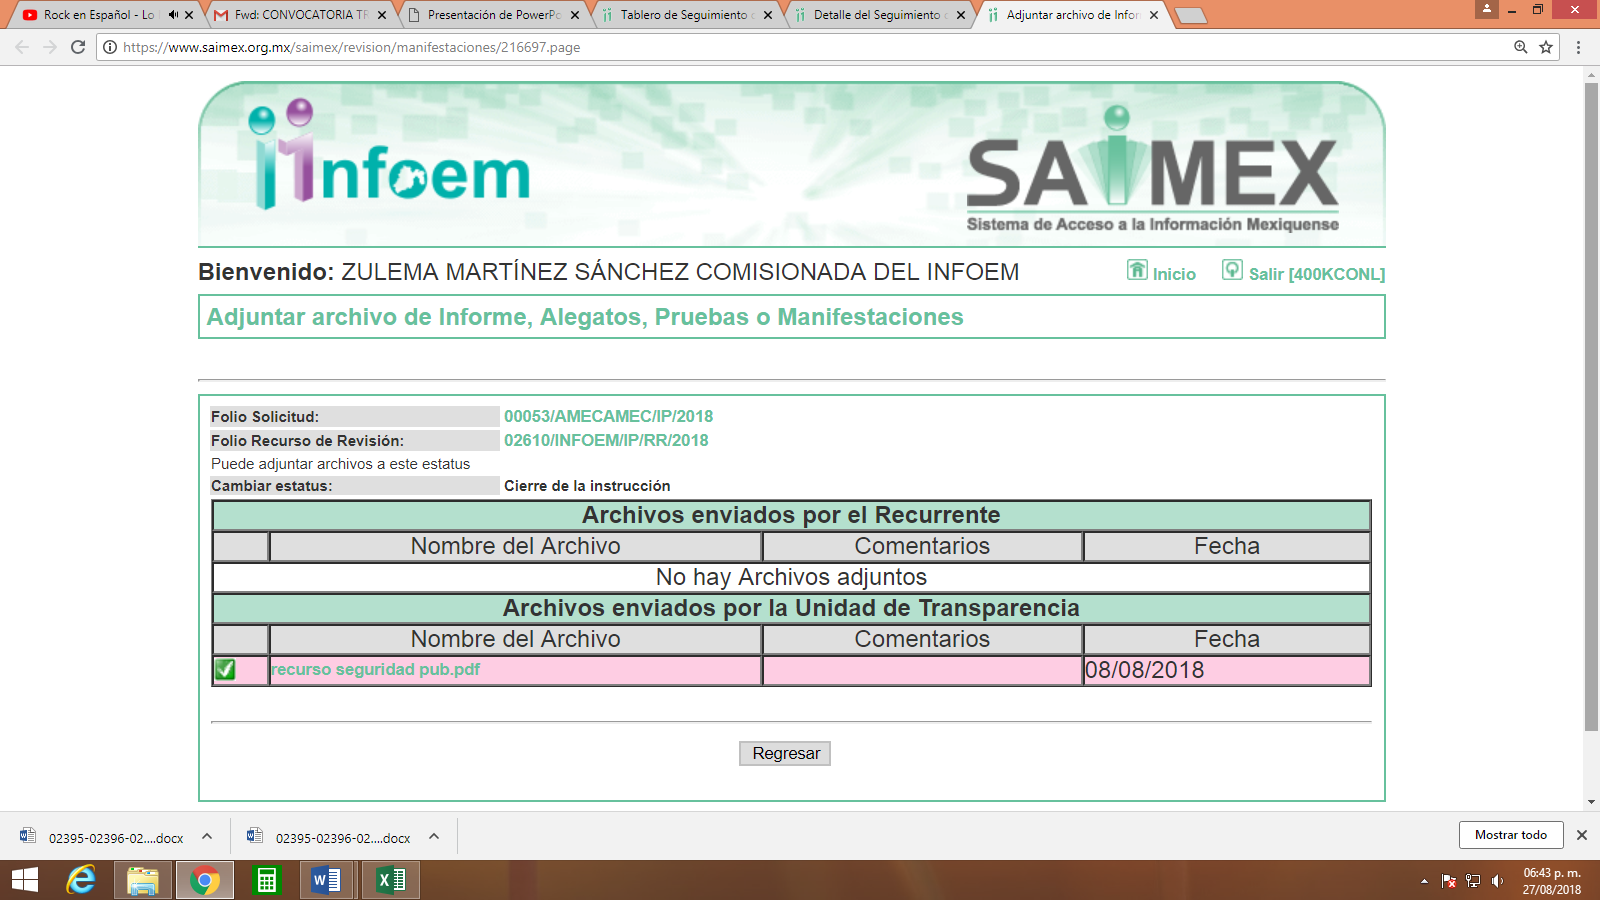 Rock en Español - Lo
Fwd: CONVOCATORIA TR
Presentación de PowerPo
Tablero de Seguimiento
Detalle del Seguimiento
Adjuntar archivo de Infor
https://www.saimex.org.mx/saimex/revision/manifestaciones/216697.page
infoem
SAIMEX
Sistema de Acceso a la Información Mexiquense
Bienvenido: ZULEMA MARTÍNEZ SÁNCHEZ COMISIONADA DEL INFOEM
Inicio
Salir [400KCONL]
Adjuntar archivo de Informe, Alegatos, Pruebas o Manifestaciones
Folio Solicitud: 00053/AMECAMEC/IP/2018
Folio Recurso de Revisión: 02610/INFOEM/IP/RR/2018
Puede adjuntar archivos a este estatus
Cambiar estatus: Cierre de la instrucción
Archivos enviados por el Recurrente
Nombre del Archivo Comentarios Fecha
No hay Archivos adjuntos
Archivos enviados por la Unidad de Transparencia
Nombre del Archivo Comentarios Fecha
recurso seguridad pub.pdf 08/08/2018
Regresar
02395-02396-02....docx
02395-02396-02....docx
Mostrar todo
06:43 p. m.
27/08/2018